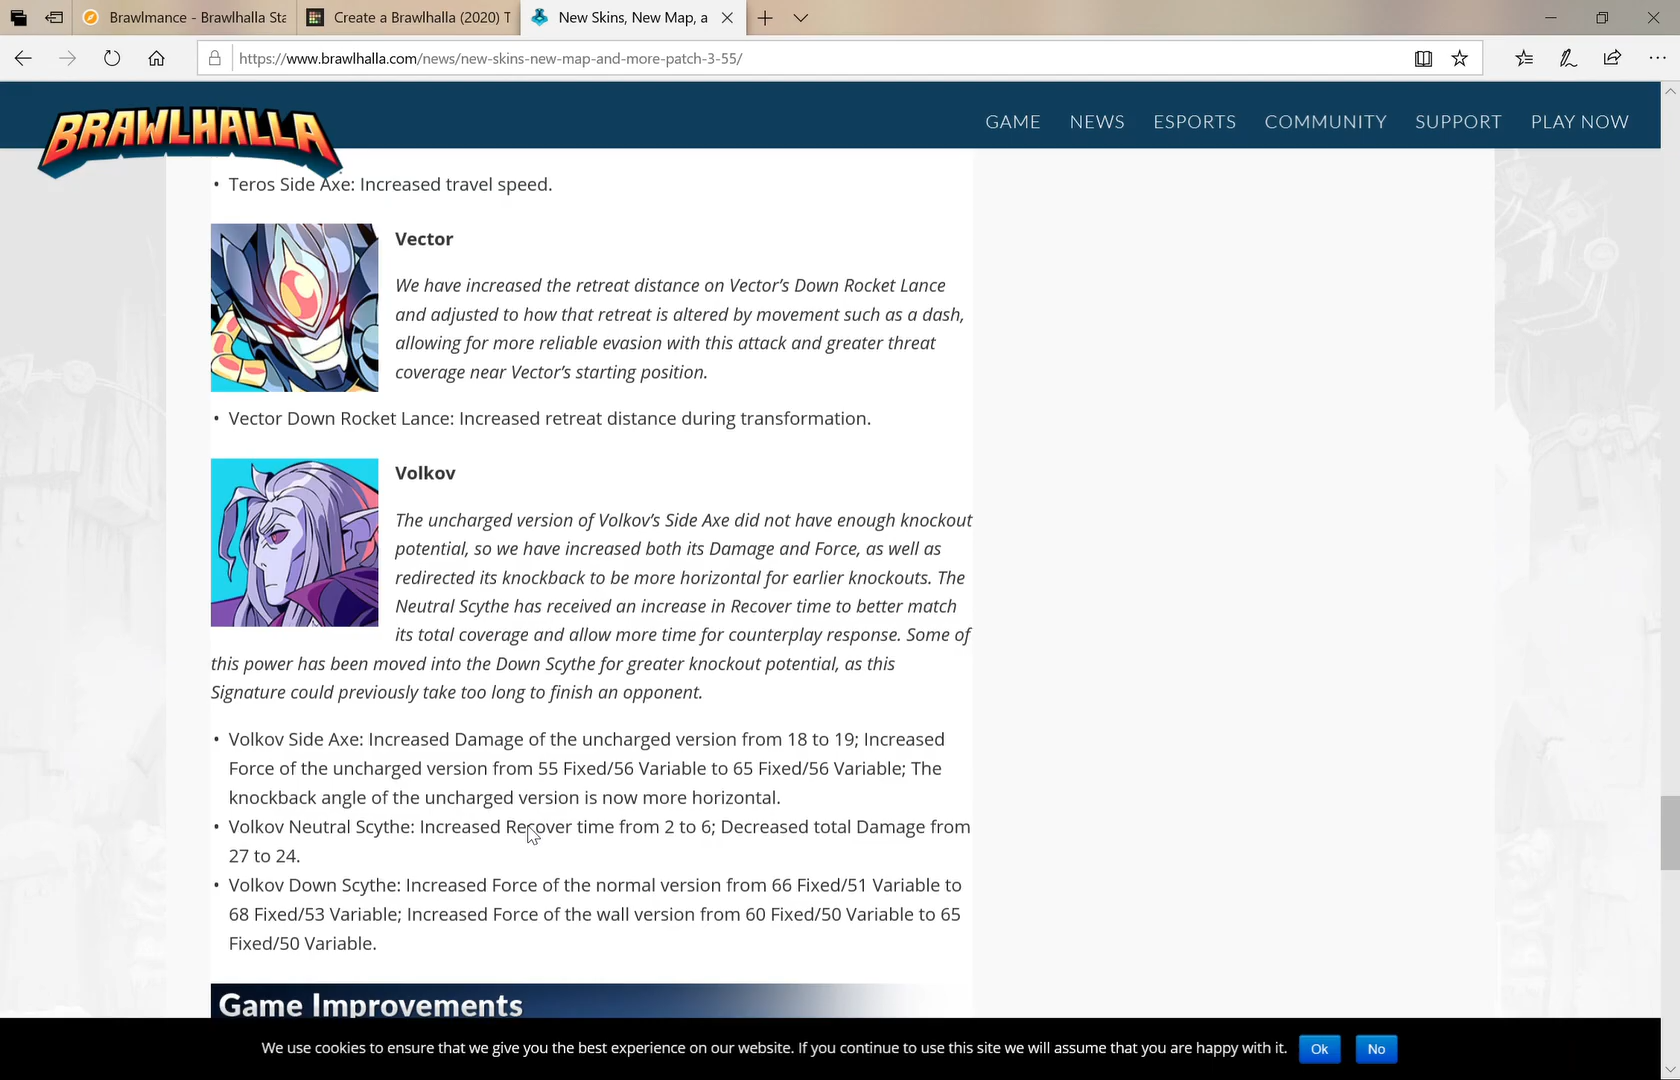 Brawlmance - Brawlhalla Sta
Create a Brawlhalla (2020) T
New Skins, New Map, a
https://www.brawlhalla.com/news/new-skins-new-map-and-more-patch-3-55/
BRAWLHALLA
GAME NEWS ESPORTS COMMUNITY SUPPORT PLAY NOW
• Teros Side Axe: Increased travel speed.
Vector
We have increased the retreat distance on Vector’s Down Rocket Lance
and adjusted to how that retreat is altered by movement such as a dash,
allowing for more reliable evasion with this attack and greater threat
coverage near Vector’s starting position.
• Vector Down Rocket Lance: Increased retreat distance during transformation.
Volkov
The uncharged version of Volkov’s Side Axe did not have enough knockout
potential, so we have increased both its Damage and Force, as well as
redirected its knockback to be more horizontal for earlier knockouts. The
Neutral Scythe has received an increase in Recover time to better match
its total coverage and allow more time for counterplay response. Some of
this power has been moved into the Down Scythe for greater knockout potential, as this
Signature could previously take too long to finish an opponent.
• Volkov Side Axe: Increased Damage of the uncharged version from 18 to 19; Increased
Force of the uncharged version from 55 Fixed/56 Variable to 65 Fixed/56 Variable; The
knockback angle of the uncharged version is now more horizontal.
• Volkov Neutral Scythe: Increased Recover time from 2 to 6; Decreased total Damage from
27 to 24.
• Volkov Down Scythe: Increased Force of the normal version from 66 Fixed/51 Variable to
68 Fixed/53 Variable; Increased Force of the wall version from 60 Fixed/50 Variable to 65
Fixed/50 Variable.
Game Improvements
We use cookies to ensure that we give you the best experience on our website. If you continue to use this site we will assume that you are happy with it. Ok No